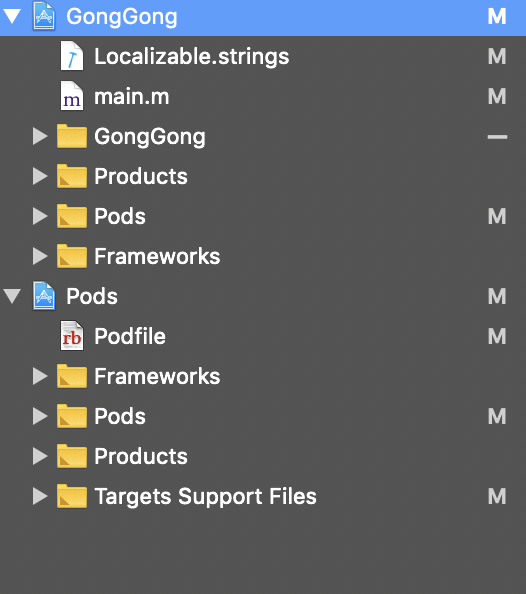 GongGong M
Localizable.strings M
main.m M
GongGong
Products
Pods M
Frameworks
Pods M
Podfile M
Frameworks
Pods M
Products
Targets Support Files M